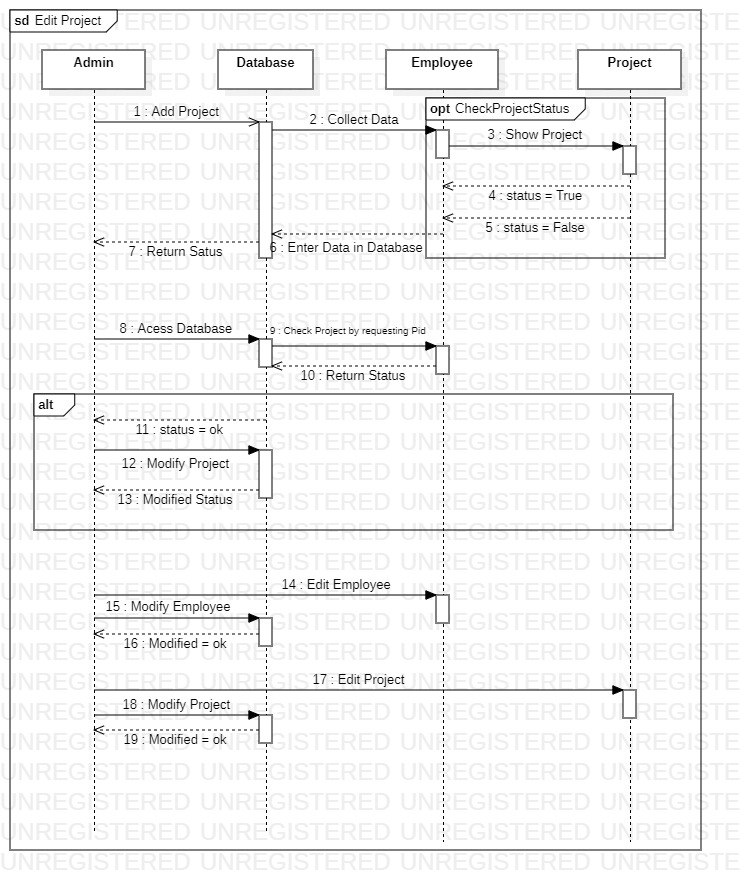 sd Edit Project
Admin
Database
Employee
Project
opt CheckProjectStatus
1 : Add Project
2 : Collect Data
3 : Show Project
4 : status = True
5 : status = False
6 : Enter Data in Database
7 : Return Satus
8 : Acess Database
9 : Check Project by requesting Pid
10 : Return Status
alt
11 : status = ok
12 : Modify Project
13 : Modified Status
14 : Edit Employee
15 : Modify Employee
16 : Modified = ok
17 : Edit Project
18 : Modify Project
19 : Modified = ok
UNREGISTERED UNREGISTERED UNREGISTERED UNREGISTE